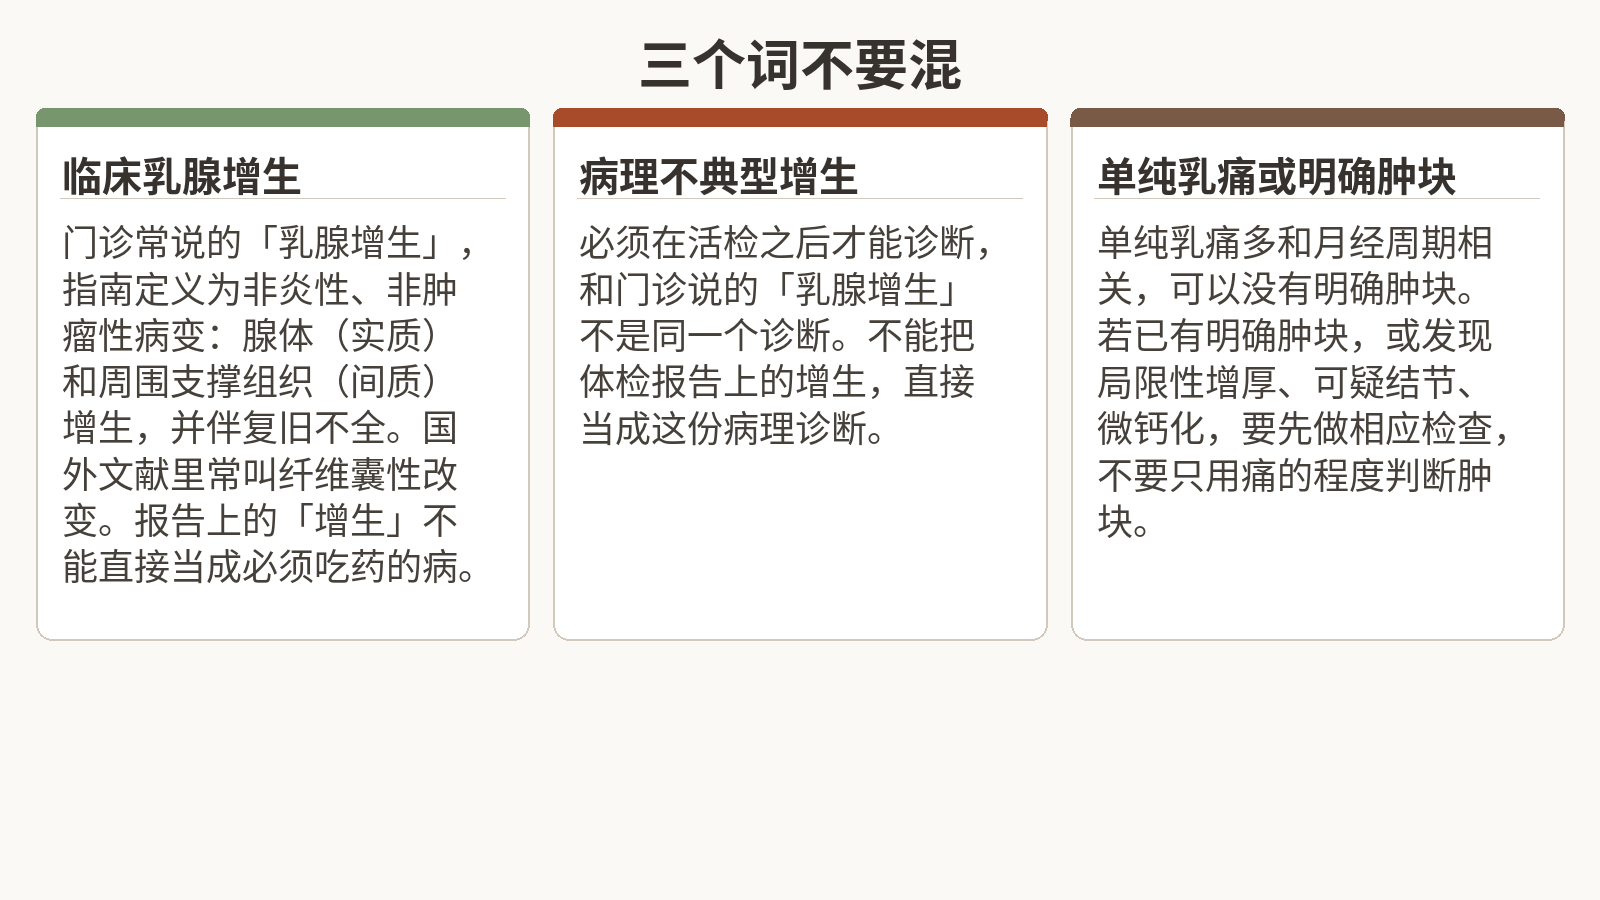 三个词不要混
临床乳腺增生
门诊常说的「乳腺增生」，
指南定义为非炎性、非肿
瘤性病变：腺体（实质）
和周围支撑组织（间质）
增生，并伴复旧不全。国
外文献里常叫纤维囊性改
变。报告上的「增生」不
能直接当成必须吃药的病。
病理不典型增生
必须在活检之后才能诊断，
和门诊说的「乳腺增生」
不是同一个诊断。不能把
体检报告上的增生，直接
当成这份病理诊断。
单纯乳痛或明确肿块
单纯乳痛多和月经周期相
关，可以没有明确肿块。
若已有明确肿块，或发现
局限性增厚、可疑结节、
微钙化，要先做相应检查，
不要只用痛的程度判断肿
块。